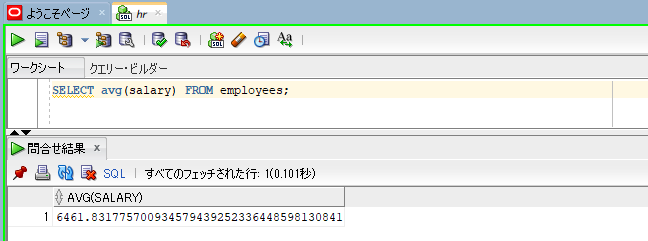 ようこそページ hr
SQL
ワークシート クエリー・ビルダー
SELECT avg(salary) FROM employees;
問合せ結果 x
SQL すべてのフェッチされた行: 1(0.101秒)
AVG(SALARY)
1 6461.831775700934579439252336448598130841